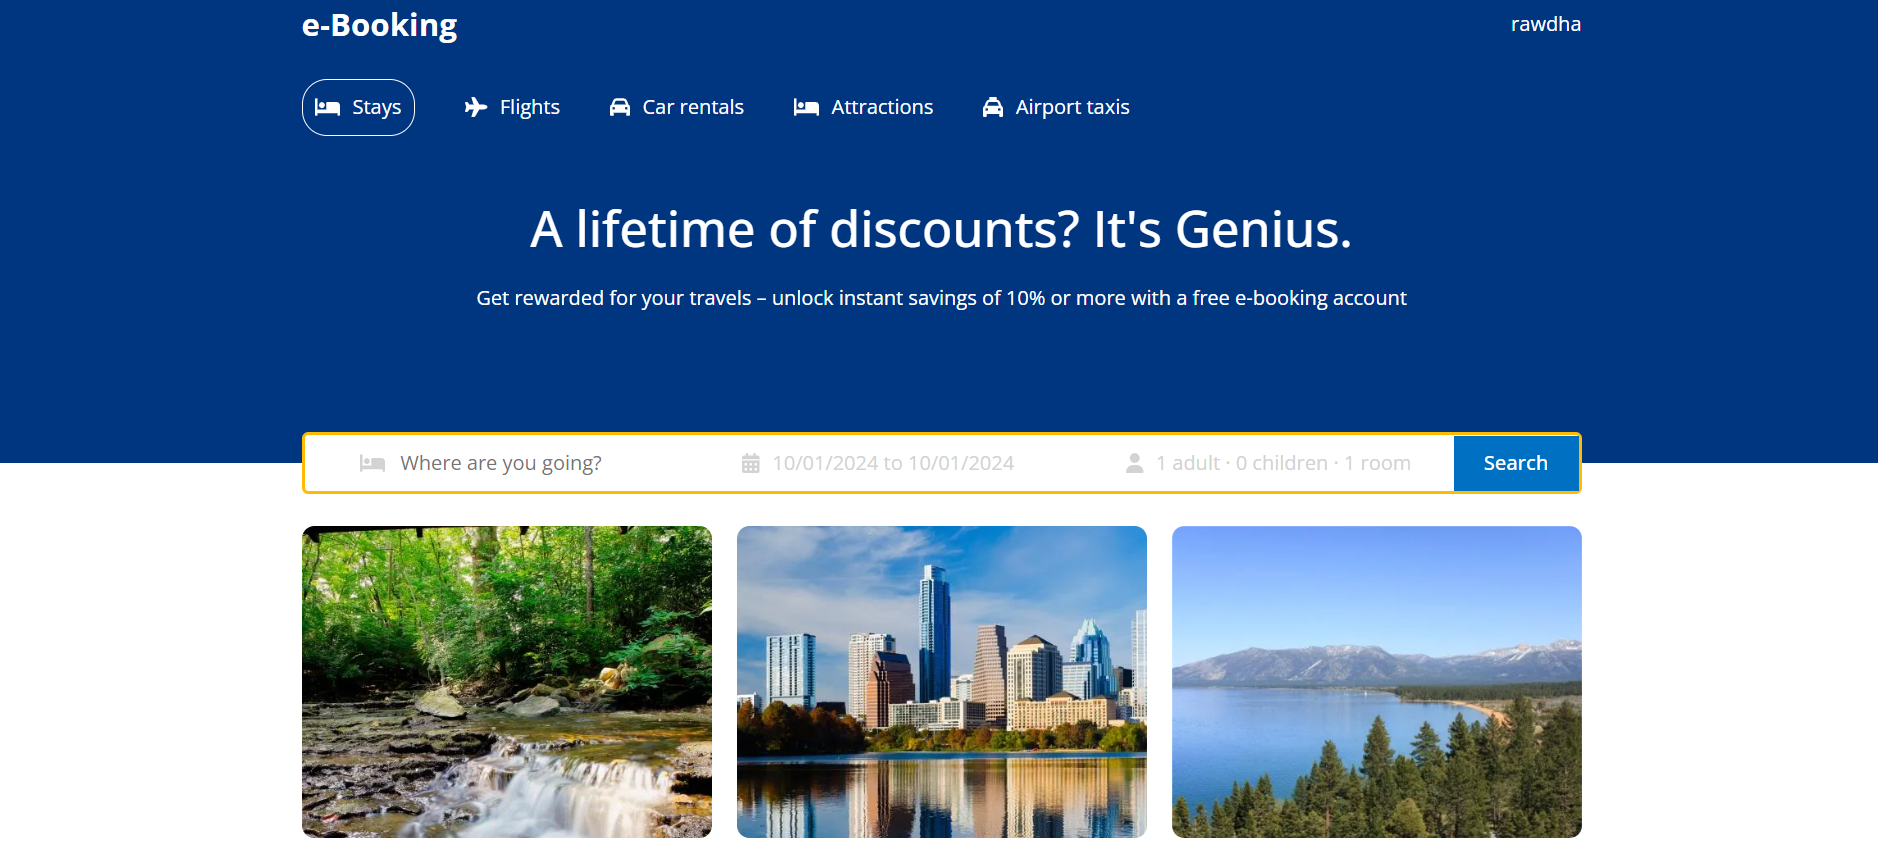 e-Booking
rawdha
Stays
Flights
Car rentals
Attractions
Airport taxis
A lifetime of discounts? It's Genius.
Get rewarded for your travels – unlock instant savings of 10% or more with a free e-booking account
Where are you going?
10/01/2024 to 10/01/2024
1 adult · 0 children · 1 room
Search